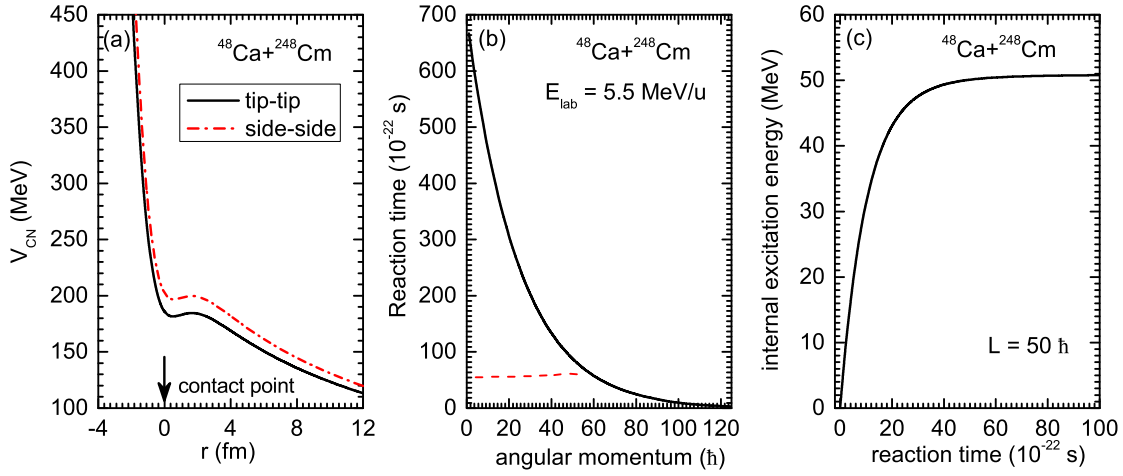 (a)
⁴⁸Ca+²⁴⁸Cm
tip-tip
side-side
contact point
450
400
350
300
250
200
150
100
-4 0 4 8 12
V_CN (MeV)
r (fm)
(b)
⁴⁸Ca+²⁴⁸Cm
E_lab = 5.5 MeV/u
700
600
500
400
300
200
100
0
0 20 40 60 80 100 120
Reaction time (10⁻²² s)
angular momentum (ħ)
(c)
⁴⁸Ca+²⁴⁸Cm
L = 50 ħ
60
50
40
30
20
10
0
0 20 40 60 80 100
internal excitation energy (MeV)
reaction time (10⁻²² s)